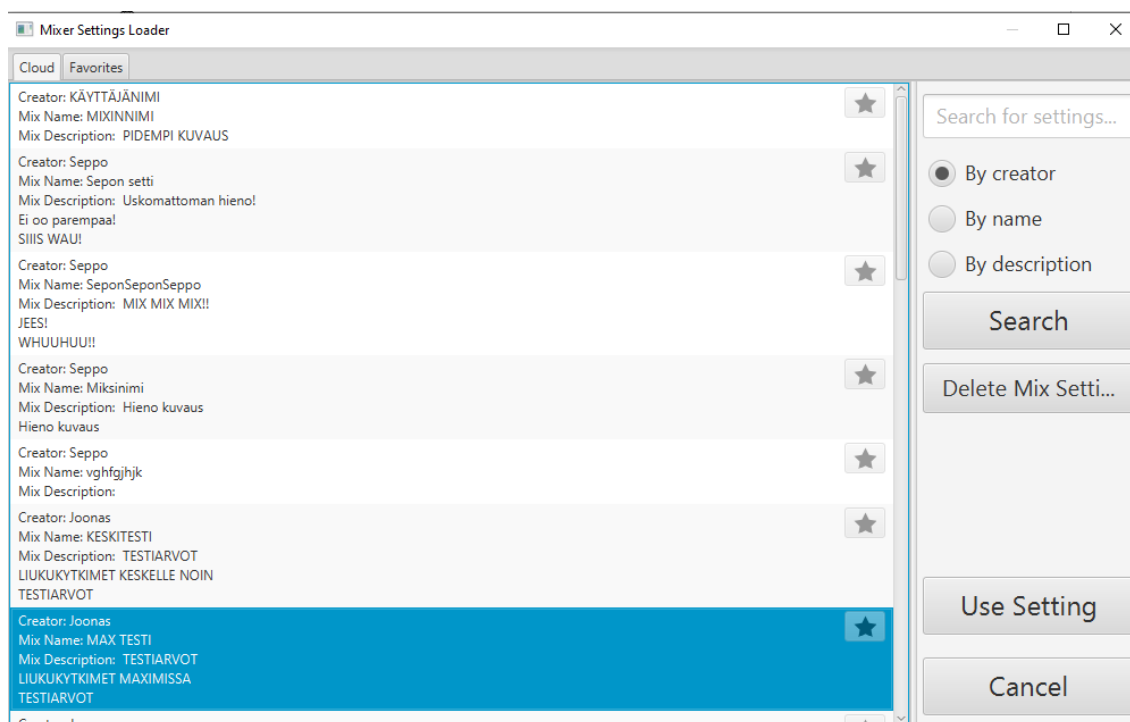 Mixer Settings Loader
Cloud Favorites
Creator: KÄYTTÄJÄNIMI
Mix Name: MIXINNIMI
Mix Description:  PIDEMPI KUVAUS
Creator: Seppo
Mix Name: Sepon setti
Mix Description:  Uskomattoman hieno!
Ei oo parempaa!
SIIIS WAU!
Creator: Seppo
Mix Name: SeponSeponSeppo
Mix Description:  MIX MIX MIX!!
JEES!
WHUUHUU!!
Creator: Seppo
Mix Name: Miksinimi
Mix Description:  Hieno kuvaus
Hieno kuvaus
Creator: Seppo
Mix Name: vghfgjhjk
Mix Description:
Creator: Joonas
Mix Name: KESKITESTI
Mix Description:  TESTIARVOT
LIUKUKYTKIMET KESKELLE NOIN
TESTIARVOT
Creator: Joonas
Mix Name: MAX TESTI
Mix Description:  TESTIARVOT
LIUKUKYTKIMET MAXIMISSA
TESTIARVOT
Search for settings...
By creator
By name
By description
Search
Delete Mix Setti...
Use Setting
Cancel